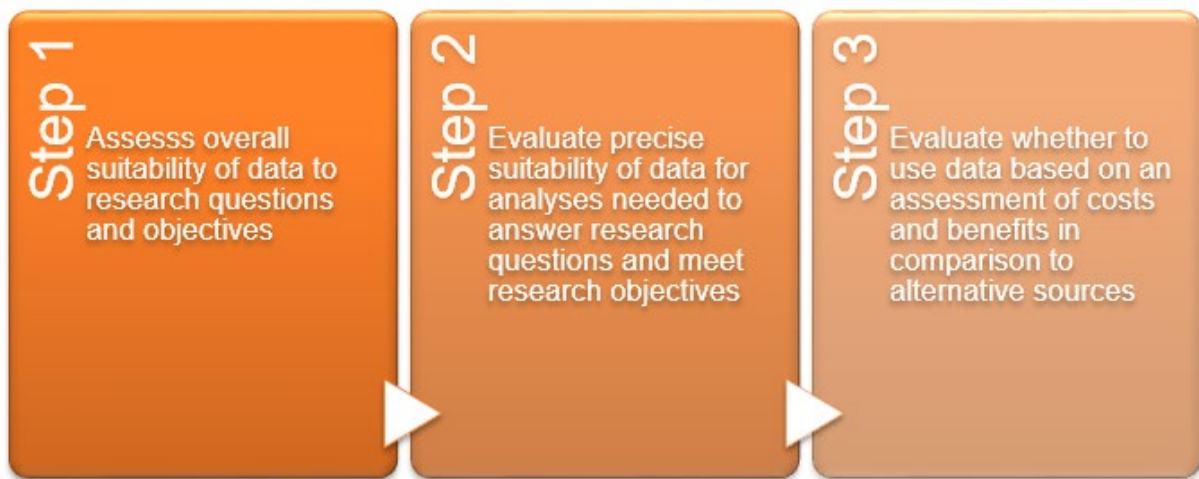 Step 1
Assesss overall
suitability of data to
research questions
and objectives
Step 2
Evaluate precise
suitability of data for
analyses needed to
answer research
questions and meet
research objectives
Step 3
Evaluate whether to
use data based on an
assessment of costs
and benefits in
comparison to
alternative sources